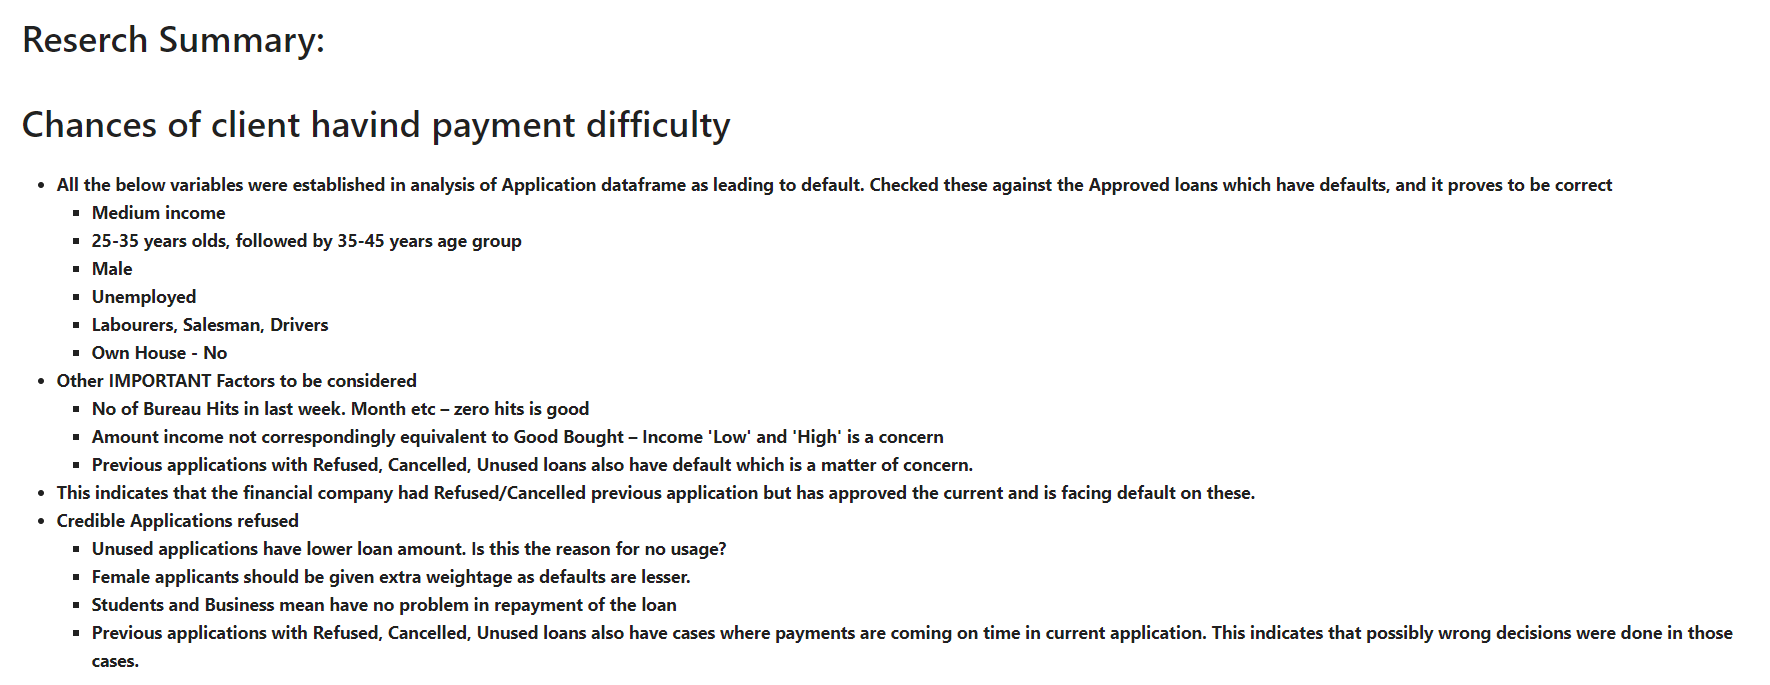 Reserch Summary:
Chances of client havind payment difficulty
• All the below variables were established in analysis of Application dataframe as leading to default. Checked these against the Approved loans which have defaults, and it proves to be correct
▪ Medium income
▪ 25-35 years olds, followed by 35-45 years age group
▪ Male
▪ Unemployed
▪ Labourers, Salesman, Drivers
▪ Own House - No
• Other IMPORTANT Factors to be considered
▪ No of Bureau Hits in last week. Month etc – zero hits is good
▪ Amount income not correspondingly equivalent to Good Bought – Income 'Low' and 'High' is a concern
▪ Previous applications with Refused, Cancelled, Unused loans also have default which is a matter of concern.
• This indicates that the financial company had Refused/Cancelled previous application but has approved the current and is facing default on these.
• Credible Applications refused
▪ Unused applications have lower loan amount. Is this the reason for no usage?
▪ Female applicants should be given extra weightage as defaults are lesser.
▪ Students and Business mean have no problem in repayment of the loan
▪ Previous applications with Refused, Cancelled, Unused loans also have cases where payments are coming on time in current application. This indicates that possibly wrong decisions were done in those
cases.